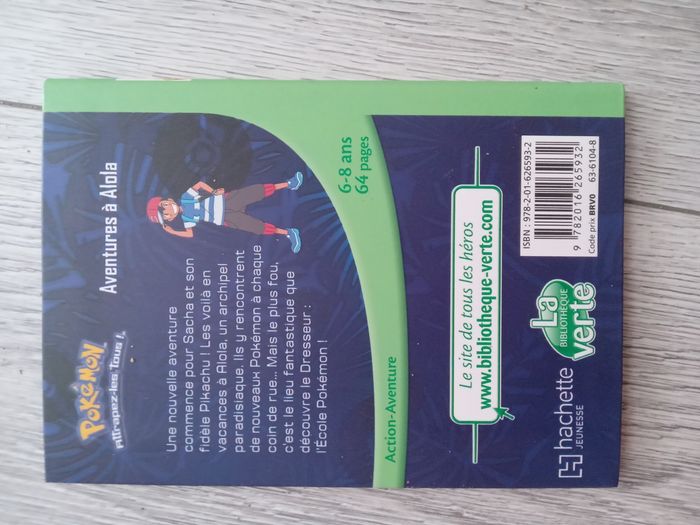 POKéMON
ATTRAPEZ-LES TOUS !
Aventures à Alola
Une nouvelle aventure
commence pour Sacha et son
fidèle Pikachu ! Les voilà en
vacances à Alola, un archipel
paradisiaque. Ils y rencontrent
de nouveaux Pokémon à chaque
coin de rue... Mais le plus fou,
c'est le lieu fantastique que
découvre le Dresseur :
l'École Pokémon !
6-8 ans
64 pages
Action-Aventure
Le site de tous les héros
www.bibliotheque-verte.com
hachette
JEUNESSE
La
BIBLIOTHÈQUE
verte
ISBN : 978-2-01-626593-2
9 782016 265932
Code prix BRV0 63-6104-8